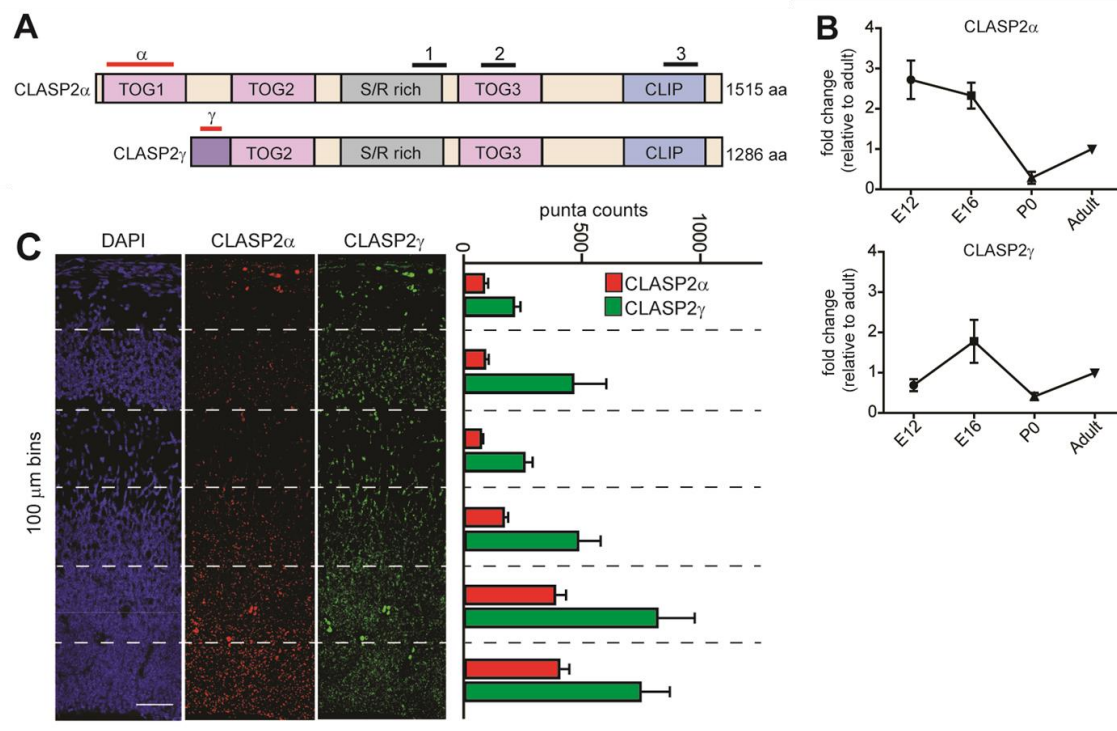 A
α
1
2
3
CLASP2α
TOG1
TOG2
S/R rich
TOG3
CLIP
1515 aa
γ
CLASP2γ
TOG2
S/R rich
TOG3
CLIP
1286 aa
B
CLASP2α
fold change
(relative to adult)
4
3
2
1
0
E12
E16
P0
Adult
CLASP2γ
fold change
(relative to adult)
4
3
2
1
0
E12
E16
P0
Adult
C
DAPI
CLASP2α
CLASP2γ
100 μm bins
punta counts
0
500
1000
CLASP2α
CLASP2γ